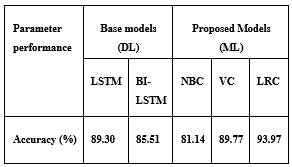 Parameter performance
Base models (DL)
Proposed Models (ML)
LSTM
BI-LSTM
NBC
VC
LRC
Accuracy (%)
89.30
85.51
81.14
89.77
93.97